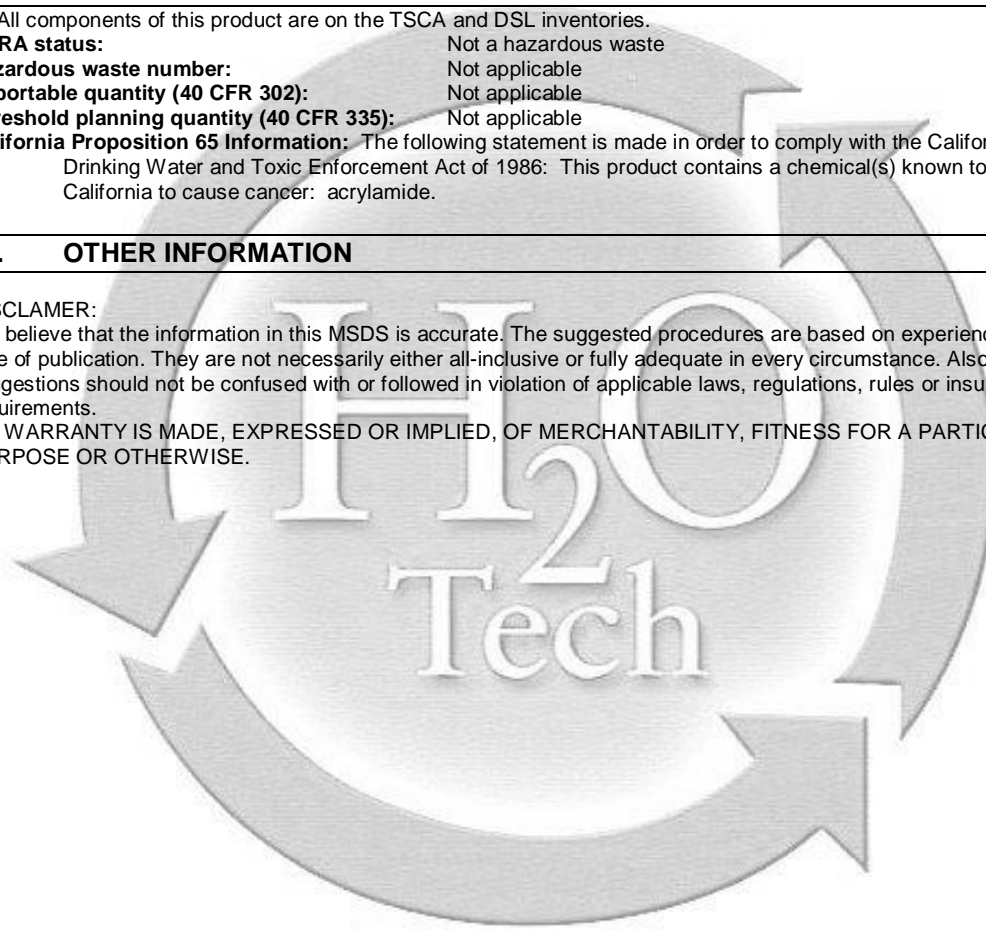 All components of this product are on the TSCA and DSL inventories.
RA status: Not a hazardous waste
zardous waste number: Not applicable
portable quantity (40 CFR 302): Not applicable
eshold planning quantity (40 CFR 335): Not applicable
ifornia Proposition 65 Information: The following statement is made in order to comply with the Califor
Drinking Water and Toxic Enforcement Act of 1986: This product contains a chemical(s) known to
California to cause cancer: acrylamide.
. OTHER INFORMATION
SCLAMER:
believe that the information in this MSDS is accurate. The suggested procedures are based on experienc
e of publication. They are not necessarily either all-inclusive or fully adequate in every circumstance. Also
gestions should not be confused with or followed in violation of applicable laws, regulations, rules or insu
uirements.
WARRANTY IS MADE, EXPRESSED OR IMPLIED, OF MERCHANTABILITY, FITNESS FOR A PARTIC
RPOSE OR OTHERWISE.
H2O
Tech